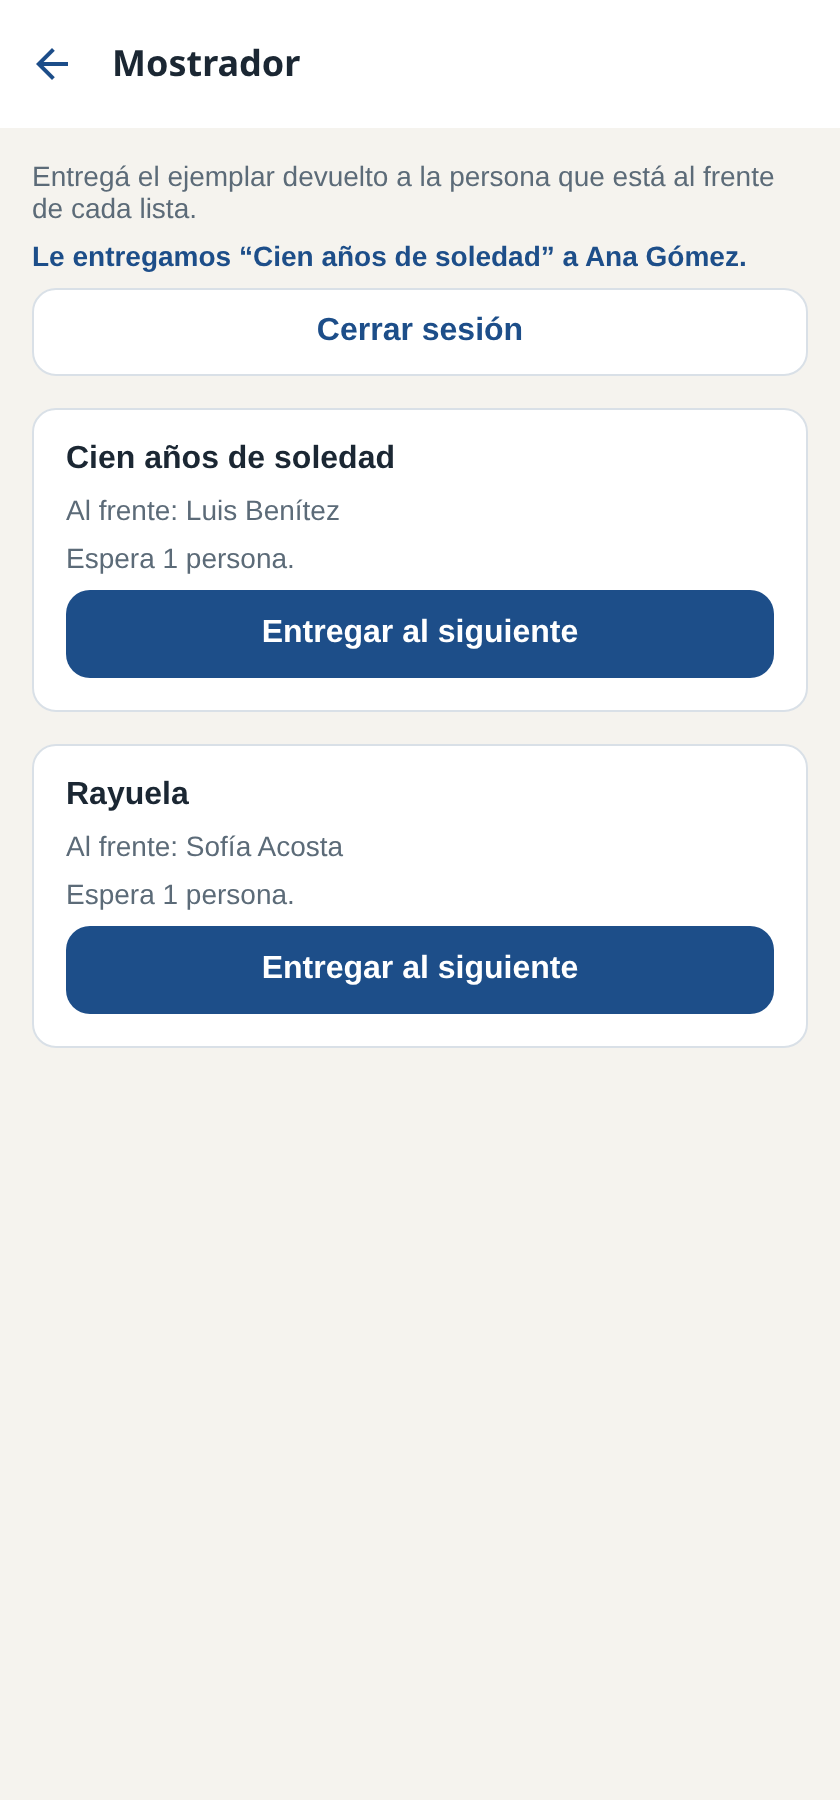 Mostrador
Entregá el ejemplar devuelto a la persona que está al frente
de cada lista.
Le entregamos “Cien años de soledad” a Ana Gómez.
Cerrar sesión
Cien años de soledad
Al frente: Luis Benítez
Espera 1 persona.
Entregar al siguiente
Rayuela
Al frente: Sofía Acosta
Espera 1 persona.
Entregar al siguiente